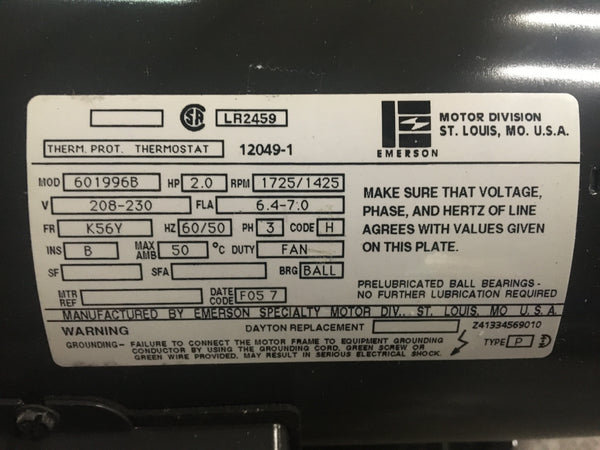 SA LR2459
MOTOR DIVISION
ST. LOUIS, MO. U.S.A.
EMERSON
THERM. PROT. THERMOSTAT 12049-1
MOD 601996B HP 2.0 RPM 1725/1425
V 208-230 FLA 6.4-7.0
FR K56Y HZ 60/50 PH 3 CODE H
INS B MAX AMB 50 °C DUTY FAN
SF SFA BRG BALL
MTR REF DATE CODE F05 7
MAKE SURE THAT VOLTAGE,
PHASE, AND HERTZ OF LINE
AGREES WITH VALUES GIVEN
ON THIS PLATE.
PRELUBRICATED BALL BEARINGS -
NO FURTHER LUBRICATION REQUIRED
MANUFACTURED BY EMERSON SPECIALTY MOTOR DIV., ST. LOUIS, MO U.S.A.
WARNING DAYTON REPLACEMENT Z41334569010
GROUNDING- FAILURE TO CONNECT THE MOTOR FRAME TO EQUIPMENT GROUNDING
CONDUCTOR BY USING THE GROUNDING CORD, GREEN SCREW OR
GREEN WIRE PROVIDED, MAY RESULT IN SERIOUS ELECTRICAL SHOCK.
TYPE P